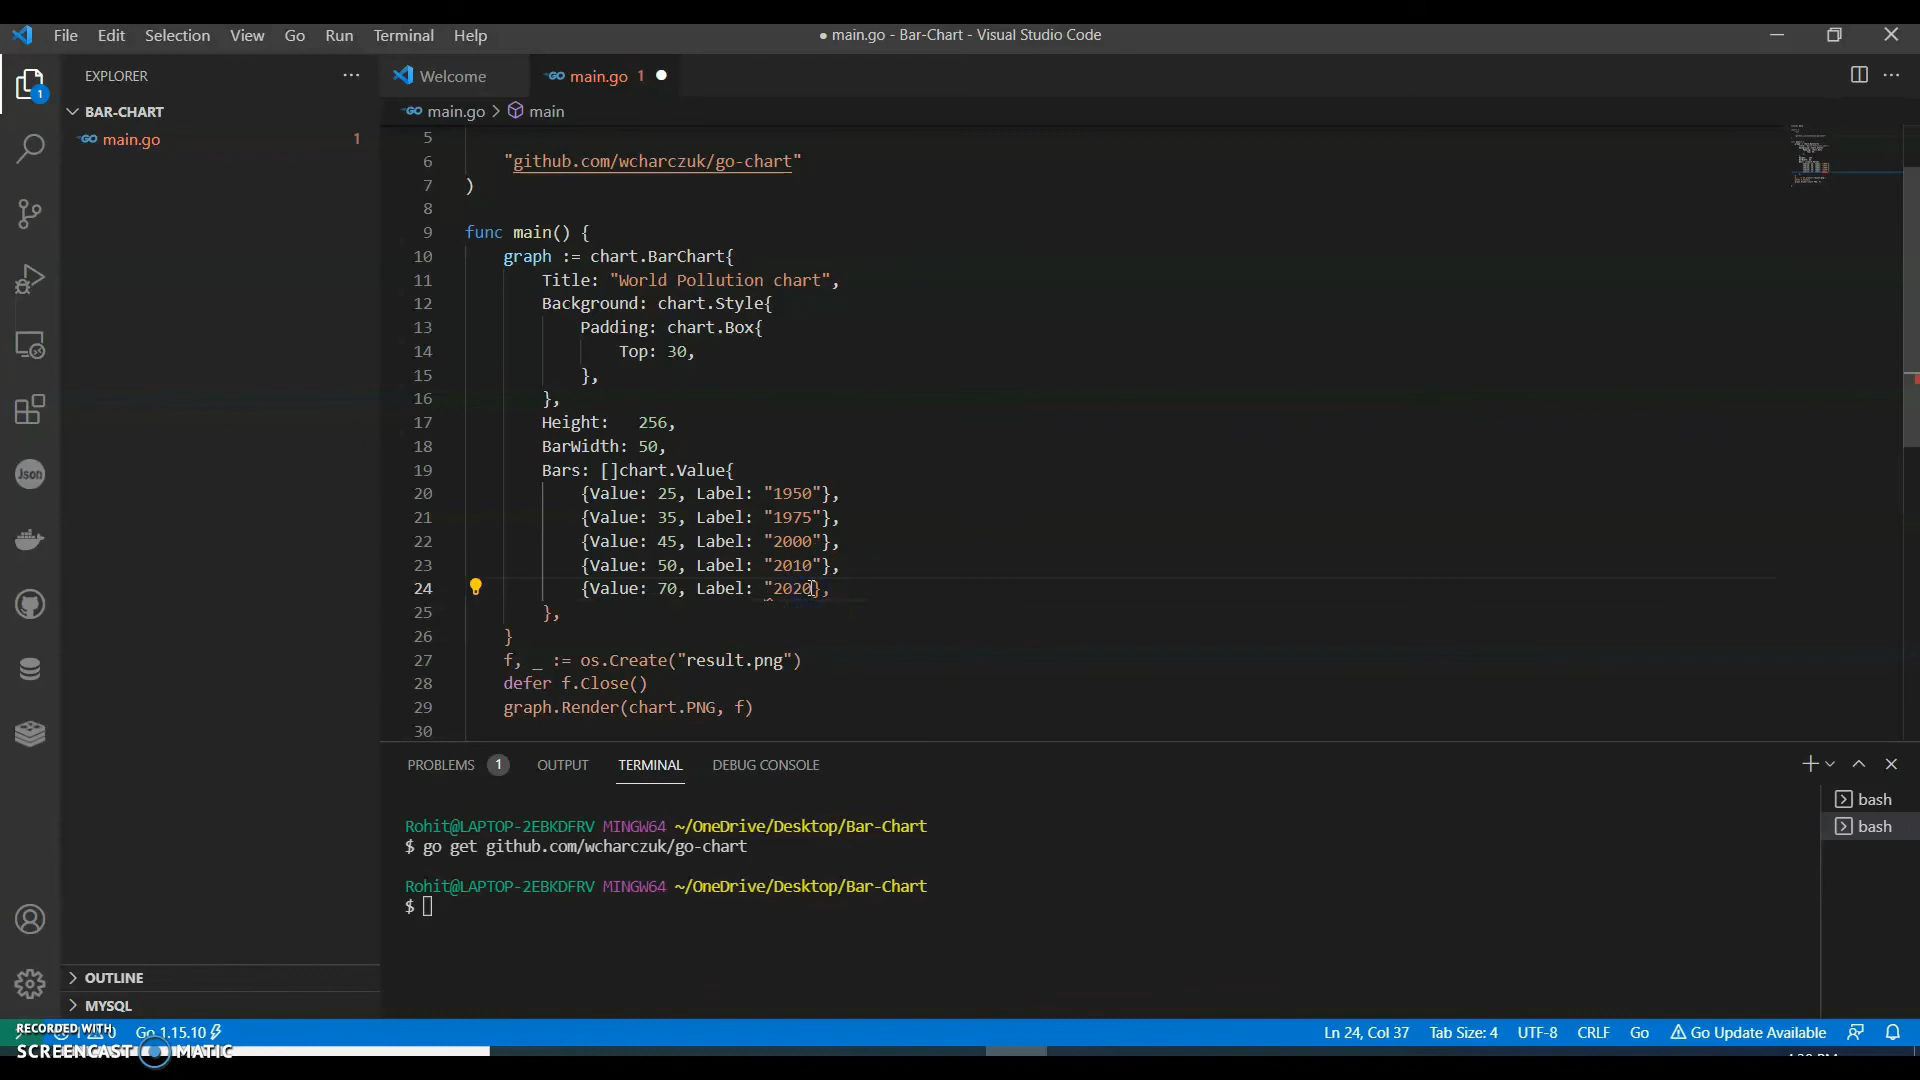 File Edit Selection View Go Run Terminal Help
● main.go - Bar-Chart - Visual Studio Code
EXPLORER
Welcome
main.go 1
BAR-CHART
main.go > main
main.go 1
5
6 "github.com/wcharczuk/go-chart"
7 )
8
9 func main() {
10 graph := chart.BarChart{
11 Title: "World Pollution chart",
12 Background: chart.Style{
13 Padding: chart.Box{
14 Top: 30,
15 },
16 },
17 Height:   256,
18 BarWidth: 50,
19 Bars: []chart.Value{
20 {Value: 25, Label: "1950"},
21 {Value: 35, Label: "1975"},
22 {Value: 45, Label: "2000"},
23 {Value: 50, Label: "2010"},
24 {Value: 70, Label: "2020},
25 },
26 }
27 f, _ := os.Create("result.png")
28 defer f.Close()
29 graph.Render(chart.PNG, f)
30
1
Json
PROBLEMS 1 OUTPUT TERMINAL DEBUG CONSOLE
bash
bash
Rohit@LAPTOP-2EBKDFRV MINGW64 ~/OneDrive/Desktop/Bar-Chart
$ go get github.com/wcharczuk/go-chart
Rohit@LAPTOP-2EBKDFRV MINGW64 ~/OneDrive/Desktop/Bar-Chart
$
OUTLINE
MYSQL
Go 1.15.10
Ln 24, Col 37 Tab Size: 4 UTF-8 CRLF Go Go Update Available
RECORDED WITH
SCREENCAST MATIC